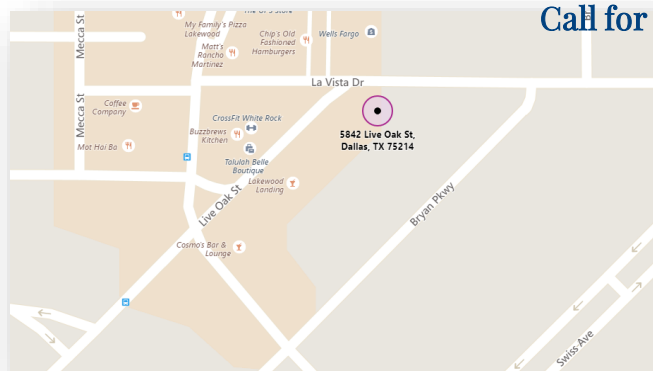 Call for
The Gr's Store
My Family's Pizza
Lakewood
Mecca St
Chip's Old
Fashioned
Hamburgers
Wells Fargo
Matt's
Rancho
Martinez
La Vista Dr
Mecca St
Coffee
Company
CrossFit White Rock
5842 Live Oak St,
Dallas, TX 75214
Buzzbrews
Kitchen
Mot Hai Ba
Talulah Belle
Boutique
Lakewood
Landing
Live Oak St
Bryan Pkwy
Cosmo's Bar &
Lounge
Swiss Ave